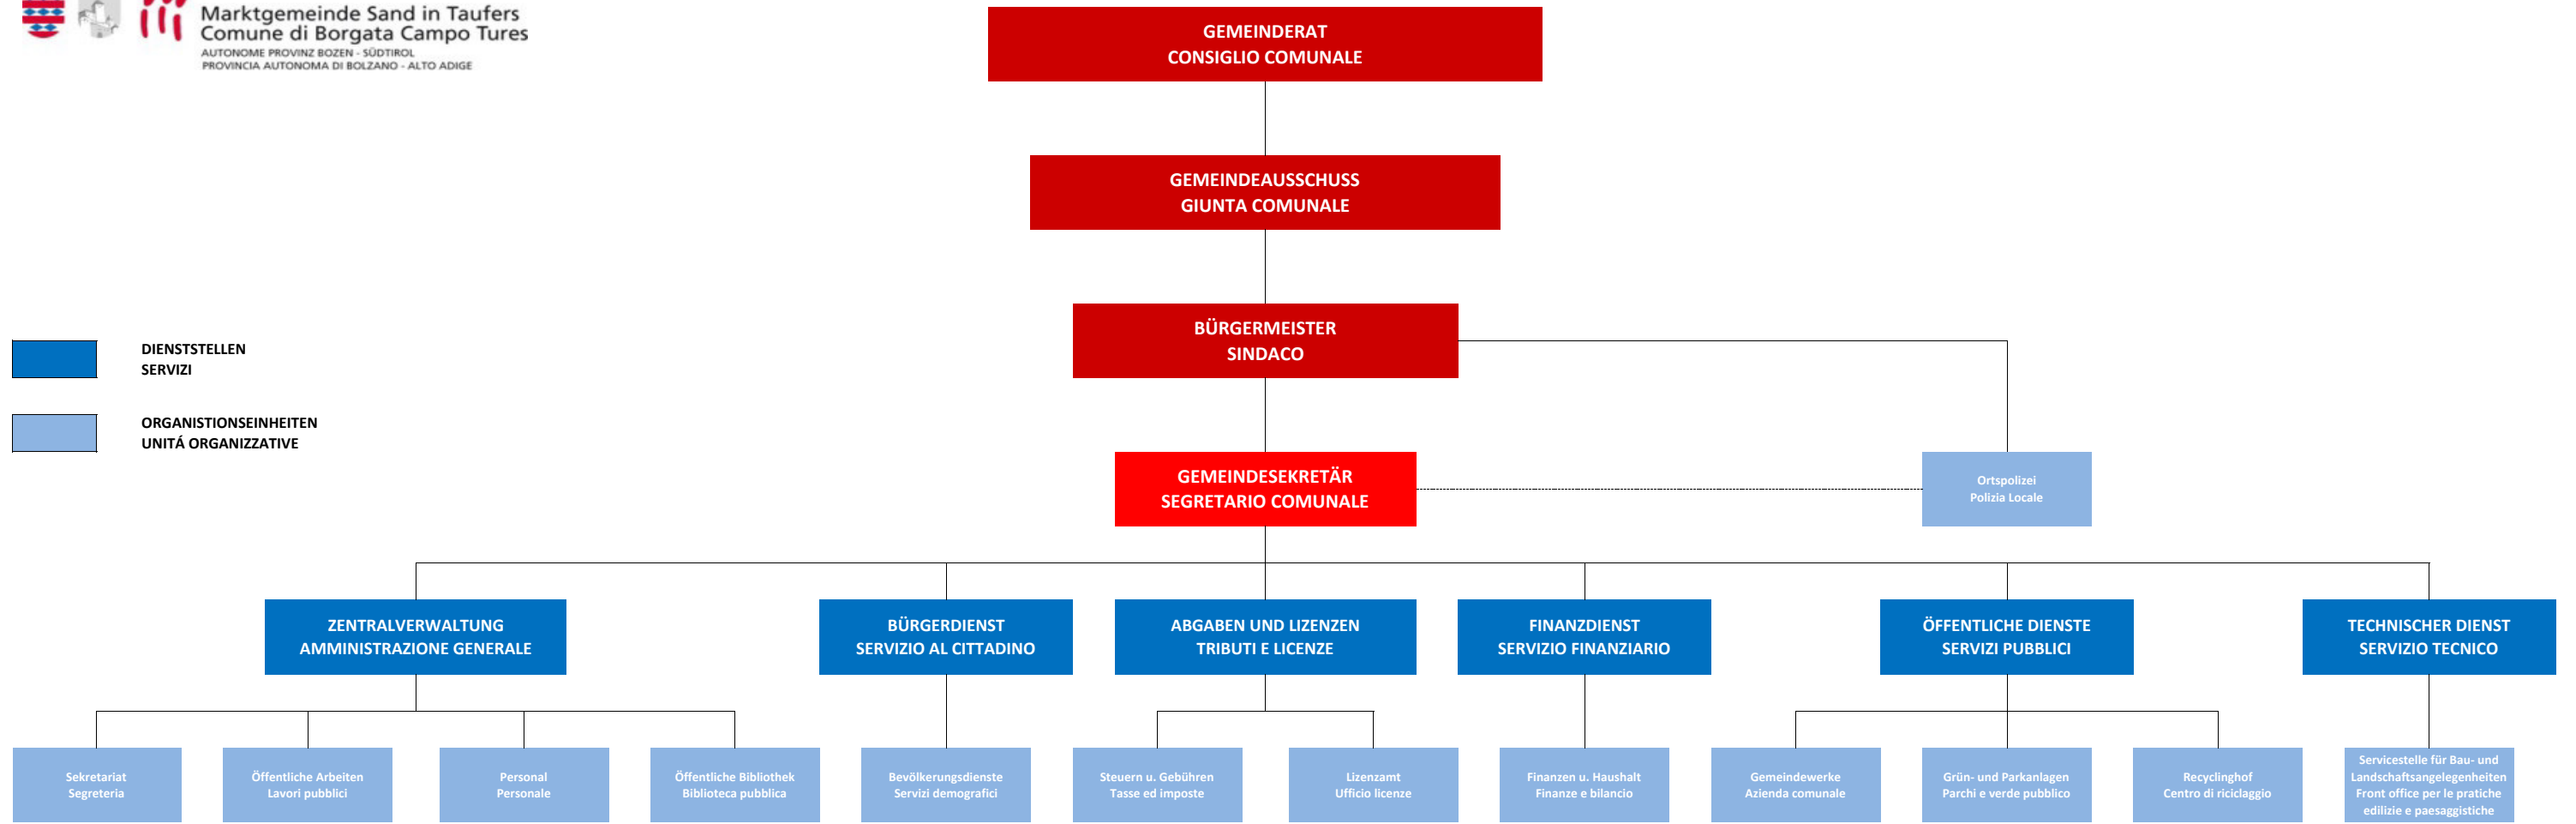 Marktgemeinde Sand in Taufers
Comune di Borgata Campo Tures
AUTONOME PROVINZ BOZEN - SÜDTIROL
PROVINCIA AUTONOMA DI BOLZANO - ALTO ADIGE
GEMEINDERAT
CONSIGLIO COMUNALE
GEMEINDEAUSSCHUSS
GIUNTA COMUNALE
BÜRGERMEISTER
SINDACO
DIENSTSTELLEN
SERVIZI
ORGANISTIONSEINHEITEN
UNITÁ ORGANIZZATIVE
GEMEINDESEKRETÄR
SEGRETARIO COMUNALE
Ortspolizei
Polizia Locale
ZENTRALVERWALTUNG
AMMINISTRAZIONE GENERALE
BÜRGERDIENST
SERVIZIO AL CITTADINO
ABGABEN UND LIZENZEN
TRIBUTI E LICENZE
FINANZDIENST
SERVIZIO FINANZIARIO
ÖFFENTLICHE DIENSTE
SERVIZI PUBBLICI
TECHNISCHER DIENST
SERVIZIO TECNICO
Sekretariat
Segreteria
Öffentliche Arbeiten
Lavori pubblici
Personal
Personale
Öffentliche Bibliothek
Biblioteca pubblica
Bevölkerungsdienste
Servizi demografici
Steuern u. Gebühren
Tasse ed imposte
Lizenzamt
Ufficio licenze
Finanzen u. Haushalt
Finanze e bilancio
Gemeindewerke
Azienda comunale
Grün- und Parkanlagen
Parchi e verde pubblico
Recyclinghof
Centro di riciclaggio
Servicestelle für Bau- und
Landschaftsangelegenheiten
Front office per le pratiche
edilizie e paesaggistiche